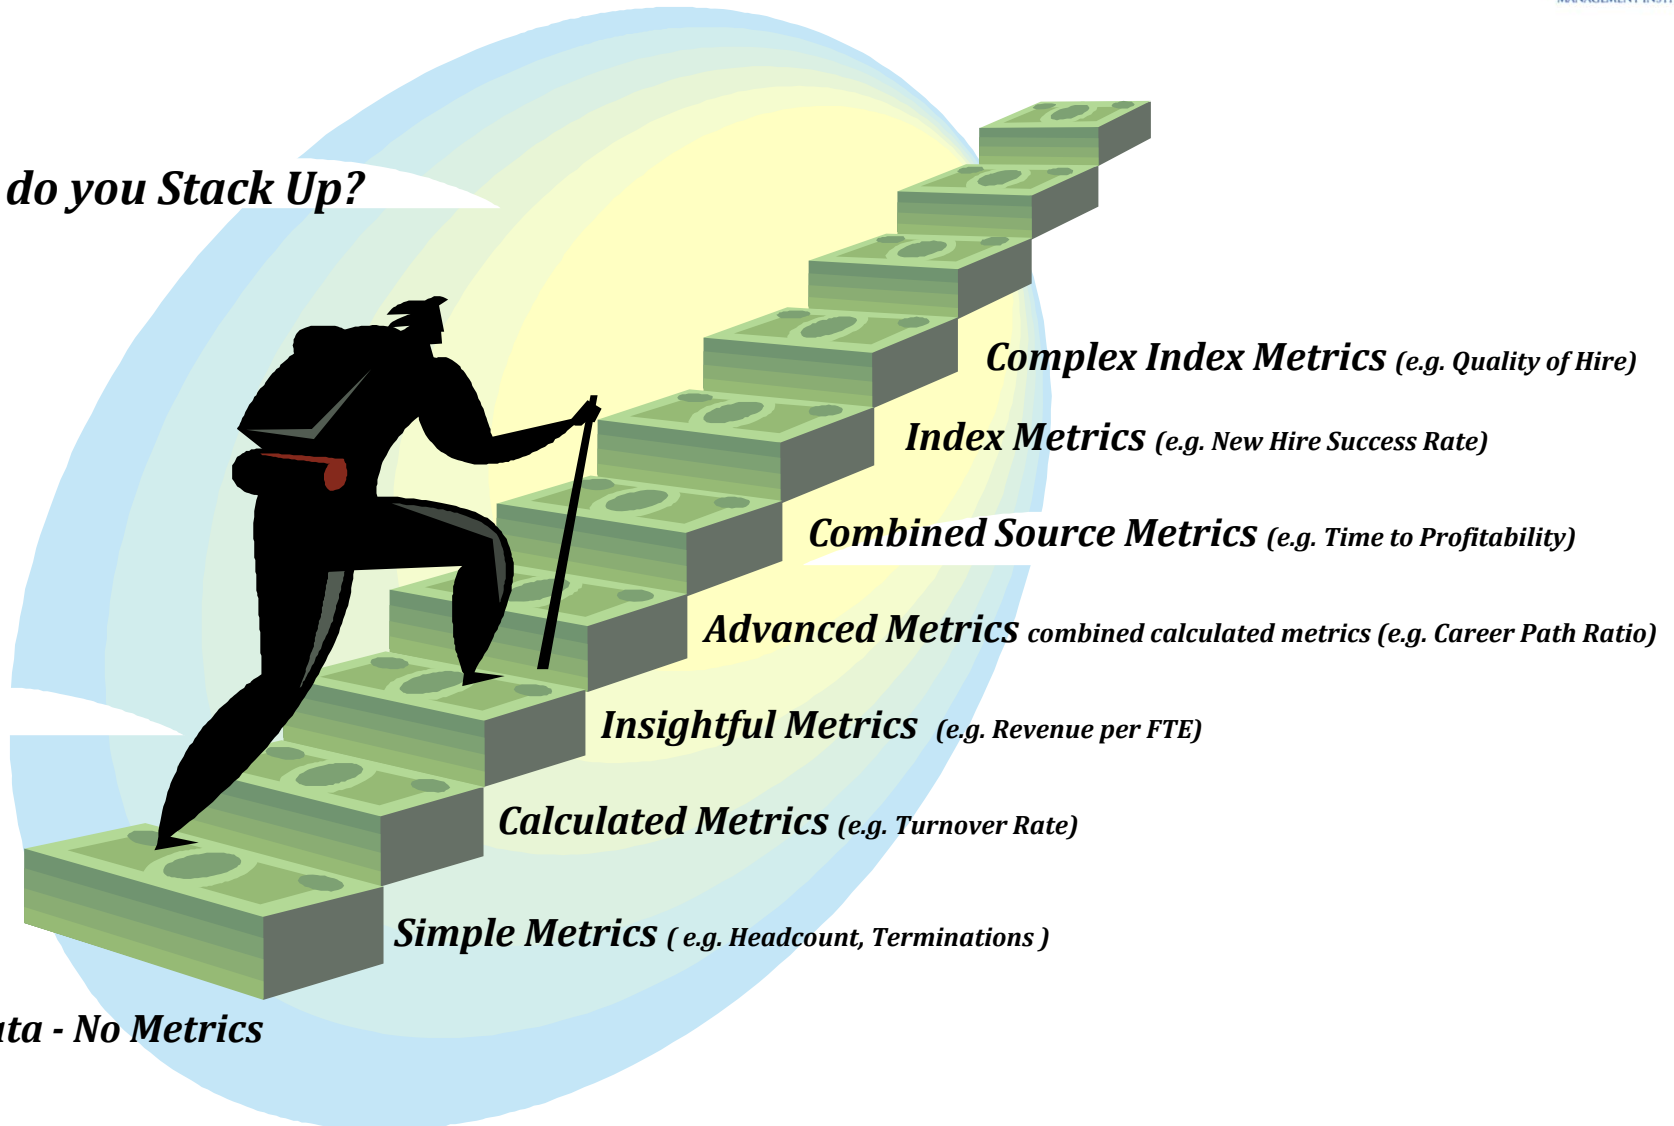 do you Stack Up?
Complex Index Metrics (e.g. Quality of Hire)
Index Metrics (e.g. New Hire Success Rate)
Combined Source Metrics (e.g. Time to Profitability)
Advanced Metrics combined calculated metrics (e.g. Career Path Ratio)
Insightful Metrics (e.g. Revenue per FTE)
Calculated Metrics (e.g. Turnover Rate)
Simple Metrics ( e.g. Headcount, Terminations )
- No Metrics